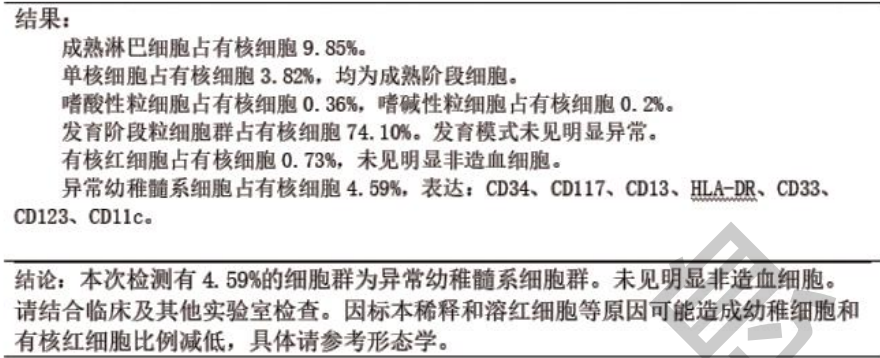 结果:
成熟淋巴细胞占有核细胞 9.85%。
单核细胞占有核细胞 3.82%, 均为成熟阶段细胞。
嗜酸性粒细胞占有核细胞 0.36%, 嗜碱性粒细胞占有核细胞 0.2%。
发育阶段粒细胞群占有核细胞 74.10%。发育模式未见明显异常。
有核红细胞占有核细胞 0.73%, 未见明显非造血细胞。
异常幼稚髓系细胞占有核细胞 4.59%, 表达: CD34、CD117、CD13、HLA-DR、CD33、
CD123、CD11c。
结论: 本次检测有 4.59%的细胞群为异常幼稚髓系细胞群。未见明显非造血细胞。
请结合临床及其他实验室检查。因标本稀释和溶红细胞等原因可能造成幼稚细胞和
有核红细胞比例减低, 具体请参考形态学。